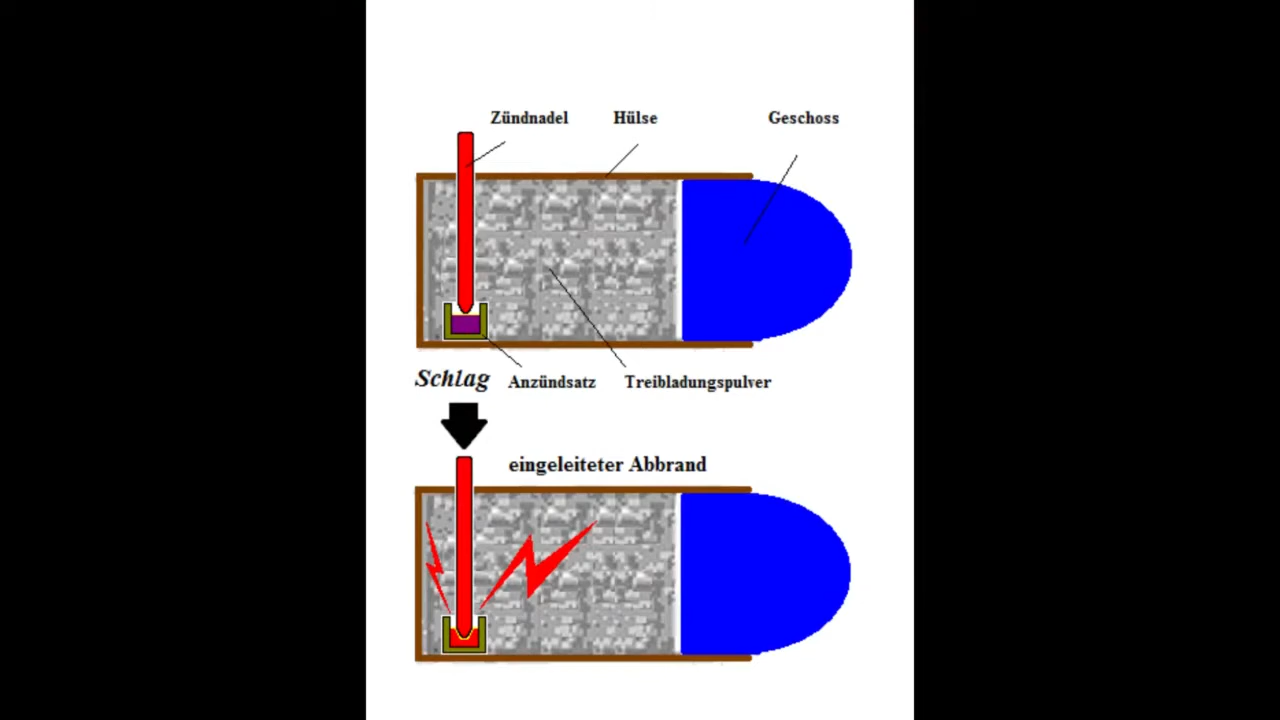 Zündnadel Hülse Geschoss
Schlag Anzündsatz Treibladungspulver
eingeleiteter Abbrand